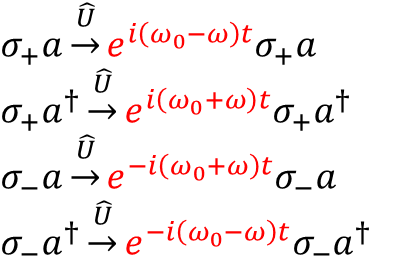 σ₊a →^Û e^{i(ω₀−ω)t}σ₊a
σ₊a† →^Û e^{i(ω₀+ω)t}σ₊a†
σ₋a →^Û e^{−i(ω₀+ω)t}σ₋a
σ₋a† →^Û e^{−i(ω₀−ω)t}σ₋a†